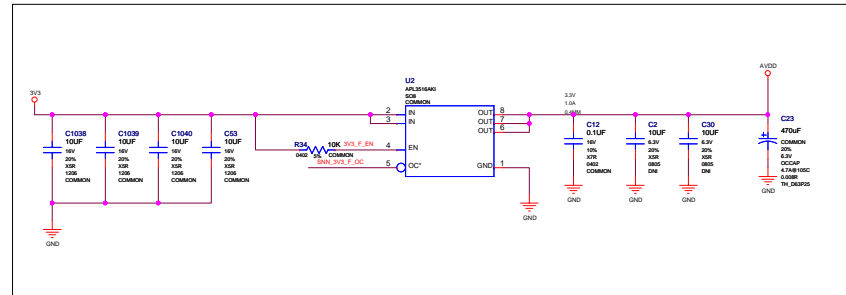 3V3
C1038
10UF
16V
20%
X5R
1206
COMMON
C1039
10UF
16V
20%
X5R
1206
COMMON
C1040
10UF
16V
20%
X5R
1206
COMMON
C53
10UF
16V
20%
X5R
1206
COMMON
GND
R34
10K
0402
5%
COMMON
3V3_F_EN
SNN_3V3_F_OC
U2
APL3516AKI
SO8
COMMON
2
IN
3
IN
4
EN
5
OC*
OUT
8
OUT
7
OUT
6
GND
1
GND
3.3V
1.0A
0.4MM
C12
0.1UF
16V
10%
X7R
0402
COMMON
GND
C2
10UF
6.3V
20%
X5R
0805
DNI
GND
C30
10UF
6.3V
20%
X5R
0805
DNI
GND
AVDD
C23
470uF
COMMON
20%
6.3V
OCCAP
4.7A@105C
0.008R
TH_D63P25
GND